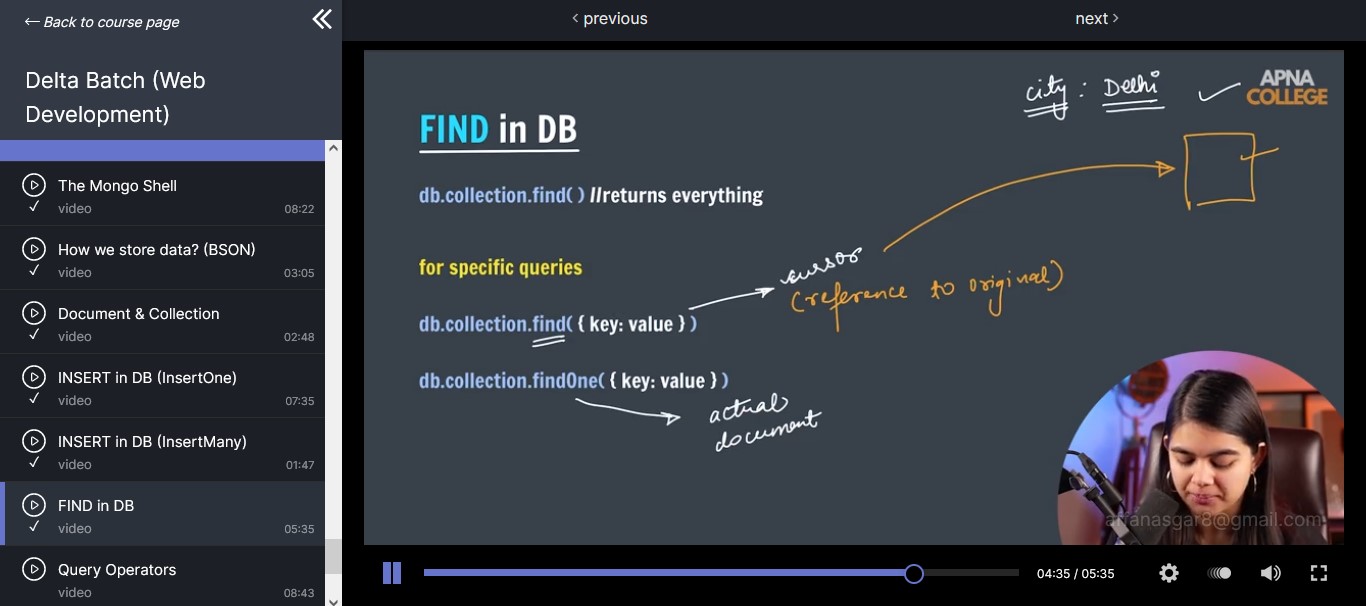 ← Back to course page
Delta Batch (Web
Development)
The Mongo Shell
video 08:22
How we store data? (BSON)
video 03:05
Document & Collection
video 02:48
INSERT in DB (InsertOne)
video 07:35
INSERT in DB (InsertMany)
video 01:47
FIND in DB
video 05:35
Query Operators
video 08:43
‹ previous
next ›
city : Delhi
APNA
COLLEGE
FIND in DB
db.collection.find( ) //returns everything
for specific queries
cursor
(reference to original)
db.collection.find( { key: value } )
db.collection.findOne( { key: value } )
actual
document
arfanasgar8@gmail.com
04:35 / 05:35